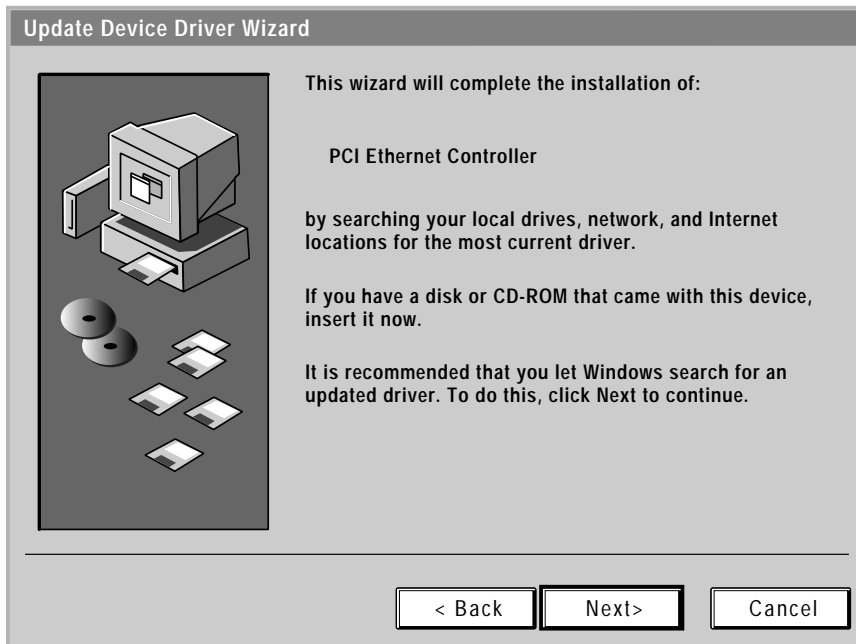 Update Device Driver Wizard
This wizard will complete the installation of:
PCI Ethernet Controller
by searching your local drives, network, and Internet
locations for the most current driver.
If you have a disk or CD-ROM that came with this device,
insert it now.
It is recommended that you let Windows search for an
updated driver. To do this, click Next to continue.
< Back
Next>
Cancel